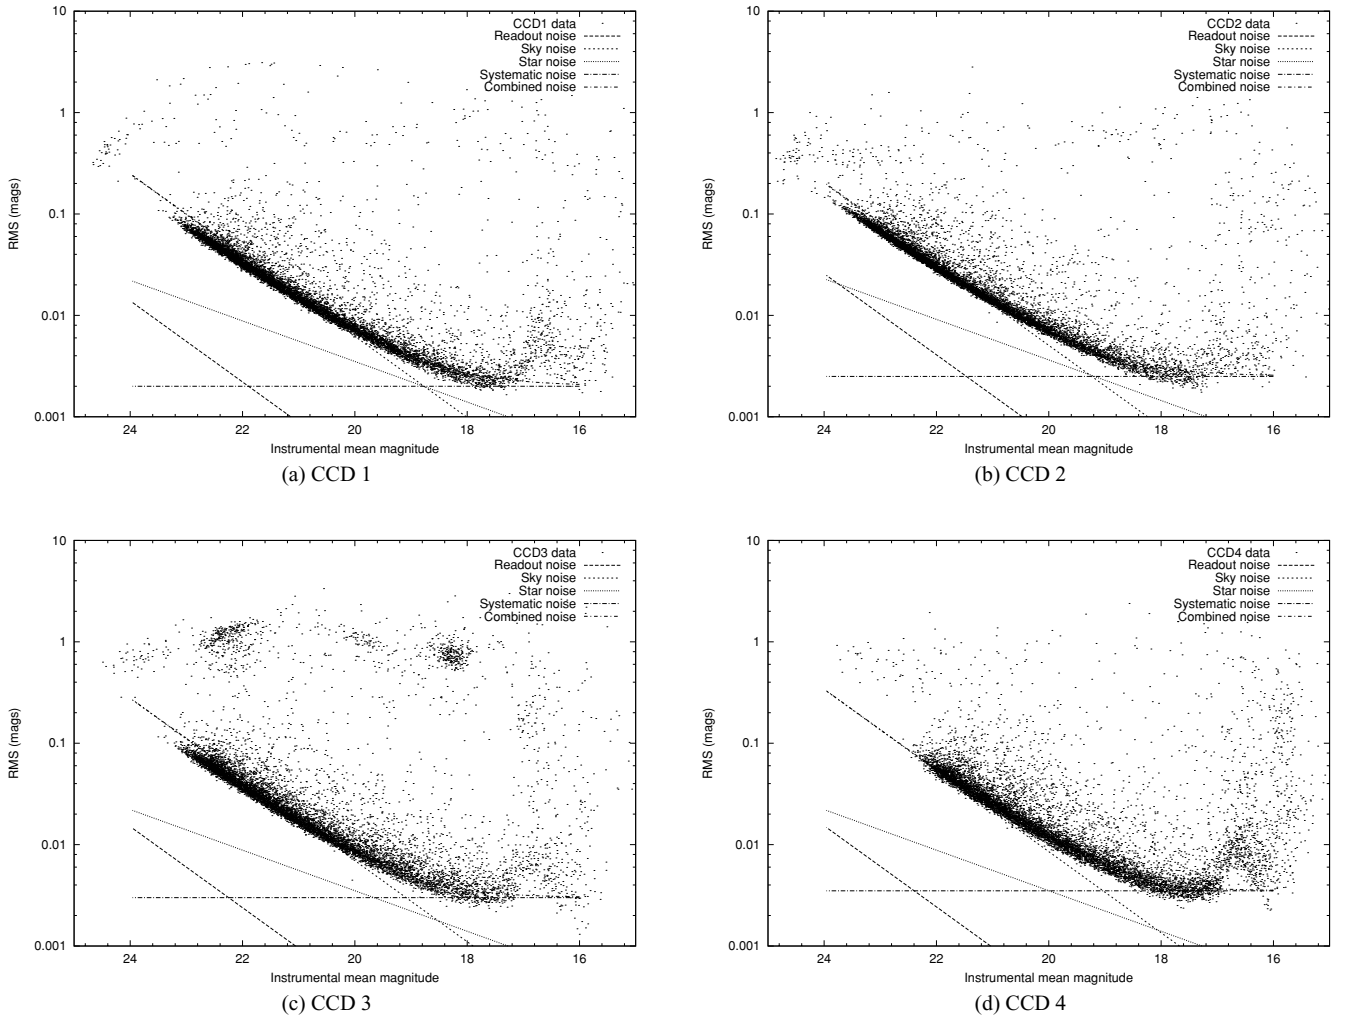 10
1
0.1
0.01
0.001
RMS (mags)
24 22 20 18 16
Instrumental mean magnitude
CCD1 data
Readout noise
Sky noise
Star noise
Systematic noise
Combined noise
(a) CCD 1
10
1
0.1
0.01
0.001
RMS (mags)
24 22 20 18 16
Instrumental mean magnitude
CCD2 data
Readout noise
Sky noise
Star noise
Systematic noise
Combined noise
(b) CCD 2
10
1
0.1
0.01
0.001
RMS (mags)
24 22 20 18 16
Instrumental mean magnitude
CCD3 data
Readout noise
Sky noise
Star noise
Systematic noise
Combined noise
(c) CCD 3
10
1
0.1
0.01
0.001
RMS (mags)
24 22 20 18 16
Instrumental mean magnitude
CCD4 data
Readout noise
Sky noise
Star noise
Systematic noise
Combined noise
(d) CCD 4